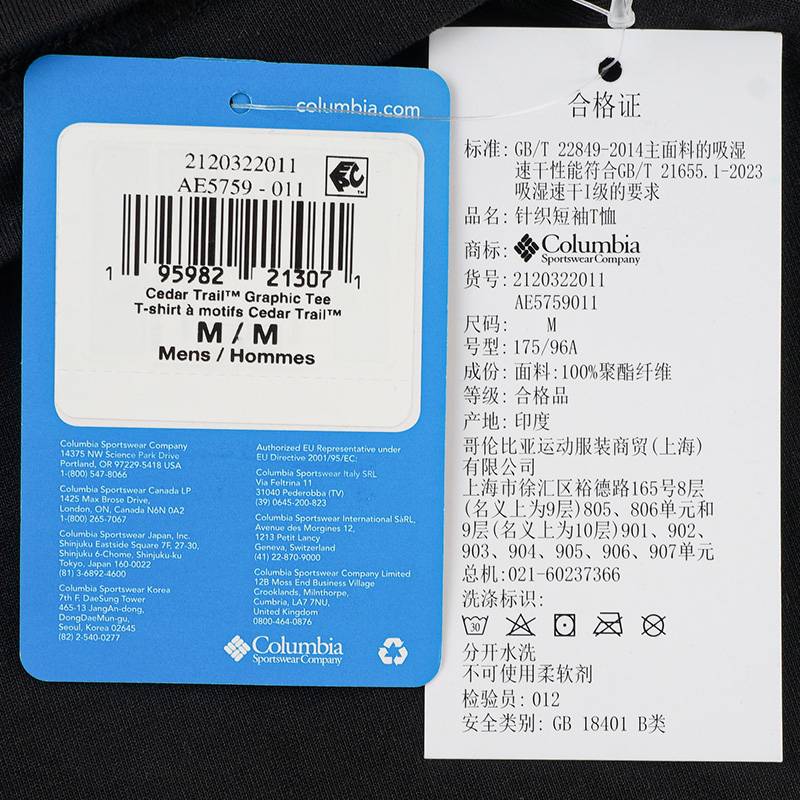 columbia.com
2120322011
AE5759 - 011
EPC
1 95982 21307 1
Cedar Trail™ Graphic Tee
T-shirt à motifs Cedar Trail™
M / M
Mens / Hommes
Columbia Sportswear Company
14375 NW Science Park Drive
Portland, OR 97229-5418 USA
1-(800) 547-8066
Columbia Sportswear Canada LP
1425 Max Brose Drive,
London, ON, Canada N6N 0A2
1-(800) 265-7067
Columbia Sportswear Japan, Inc.
Shinjuku Eastside Square 7F, 27-30,
Shinjuku 6-Chome, Shinjuku-ku
Tokyo, Japan 160-0022
(81) 3-6892-4600
Columbia Sportswear Korea
7th F. DaeSung Tower
465-13 JangAn-dong,
DongDaeMun-gu,
Seoul, Korea 02645
(82) 2-540-0277
Authorized EU Representative under
EU Directive 2001/95/EC:
Columbia Sportswear Italy SRL
Via Feltrina 11
31040 Pederobba (TV)
(39) 0645-200-823
Columbia Sportswear International SàRL,
Avenue des Morgines 12,
1213 Petit Lancy
Geneva, Switzerland
(41) 22-870-9000
Columbia Sportswear Company Limited
12B Moss End Business Village
Crooklands, Milnthorpe,
Cumbria, LA7 7NU,
United Kingdom
0800-464-0876
Columbia
Sportswear Company
合格证
标准: GB/T 22849-2014主面料的吸湿
速干性能符合GB/T 21655.1-2023
吸湿速干I级的要求
品名: 针织短袖T恤
商标: Columbia
Sportswear Company
货号: 2120322011
AE5759011
尺码: M
号型: 175/96A
成份: 面料:100%聚酯纤维
等级: 合格品
产地: 印度
哥伦比亚运动服装商贸(上海)
有限公司
上海市徐汇区裕德路165号8层
(名义上为9层)805、806单元和
9层(名义上为10层)901、902、
903、904、905、906、907单元
总机:021-60237366
洗涤标识:
30
分开水洗
不可使用柔软剂
检验员: 012
安全类别: GB 18401 B类